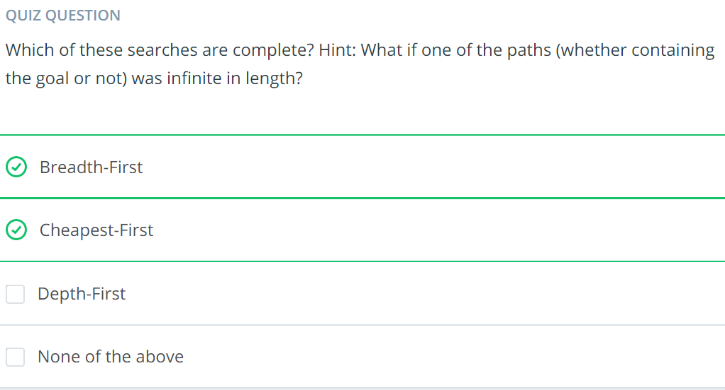 QUIZ QUESTION
Which of these searches are complete? Hint: What if one of the paths (whether containing
the goal or not) was infinite in length?
Breadth-First
Cheapest-First
Depth-First
None of the above